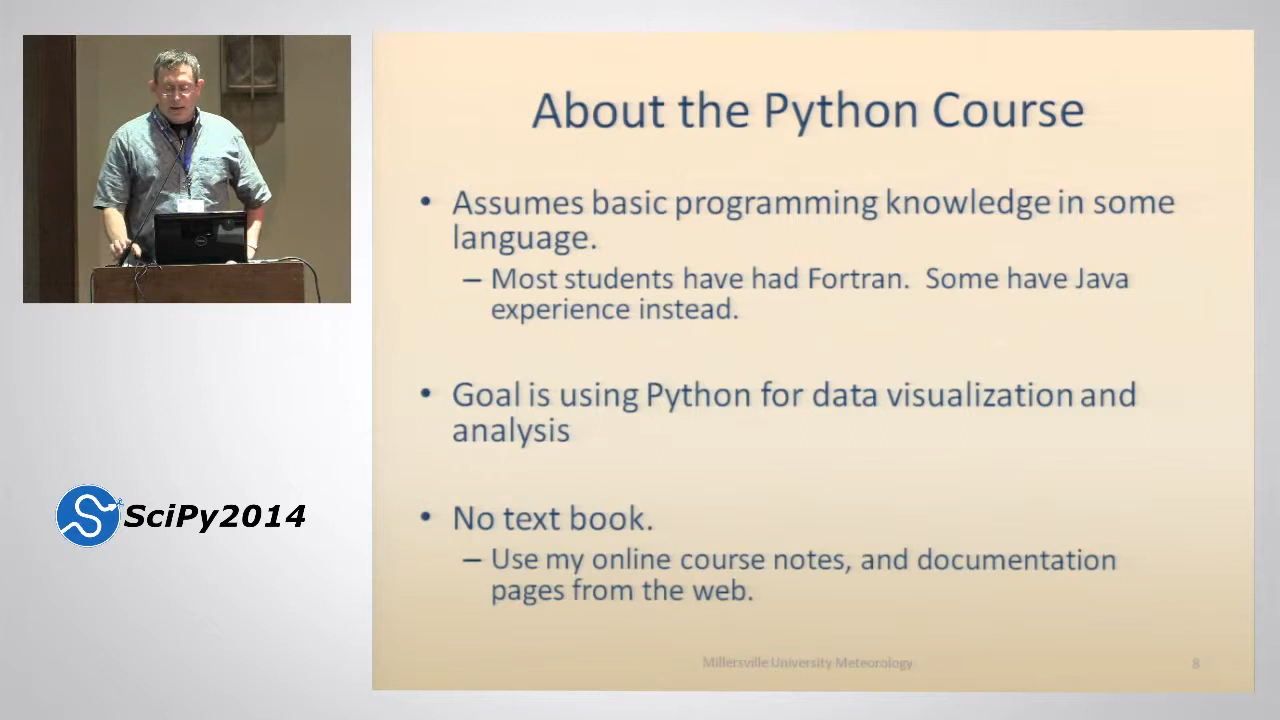 About the Python Course
• Assumes basic programming knowledge in some
language.
– Most students have had Fortran.  Some have Java
experience instead.
• Goal is using Python for data visualization and
analysis
• No text book.
– Use my online course notes, and documentation
pages from the web.
Millersville University Meteorology
8
SciPy2014